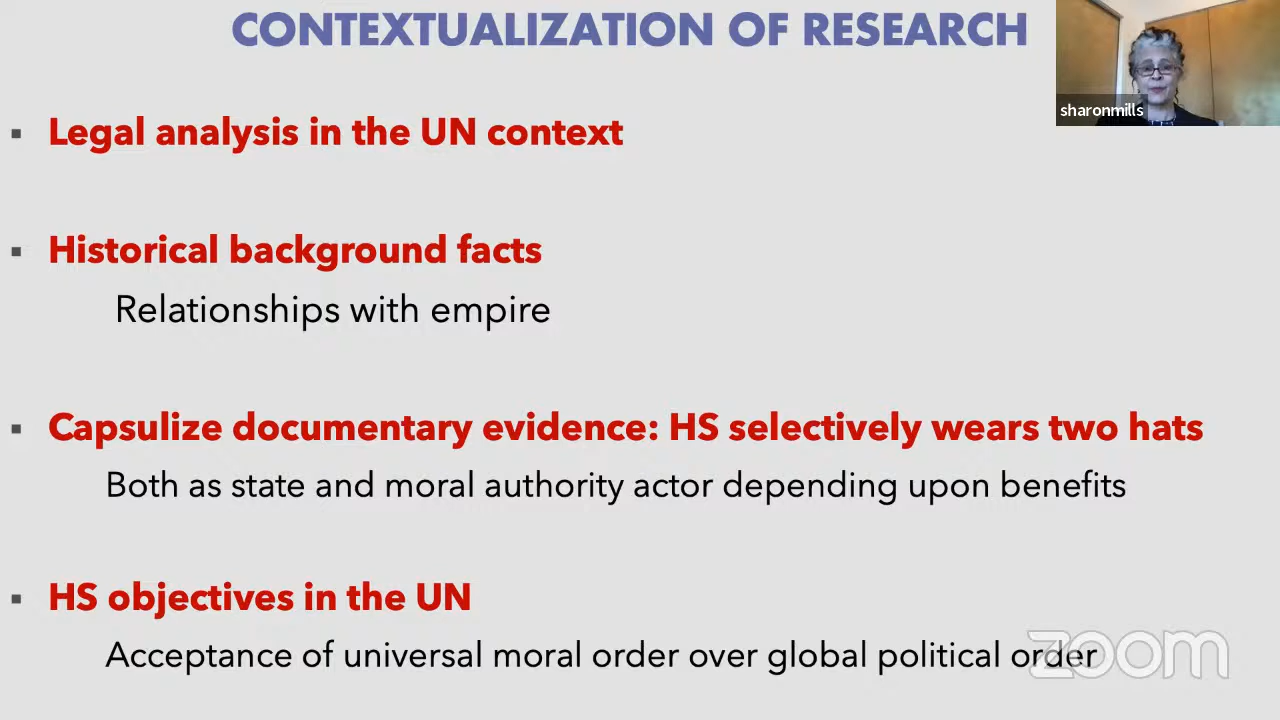 CONTEXTUALIZATION OF RESEARCH
sharonmills
▪ Legal analysis in the UN context
▪ Historical background facts
Relationships with empire
▪ Capsulize documentary evidence: HS selectively wears two hats
Both as state and moral authority actor depending upon benefits
▪ HS objectives in the UN
Acceptance of universal moral order over global political order
zoom